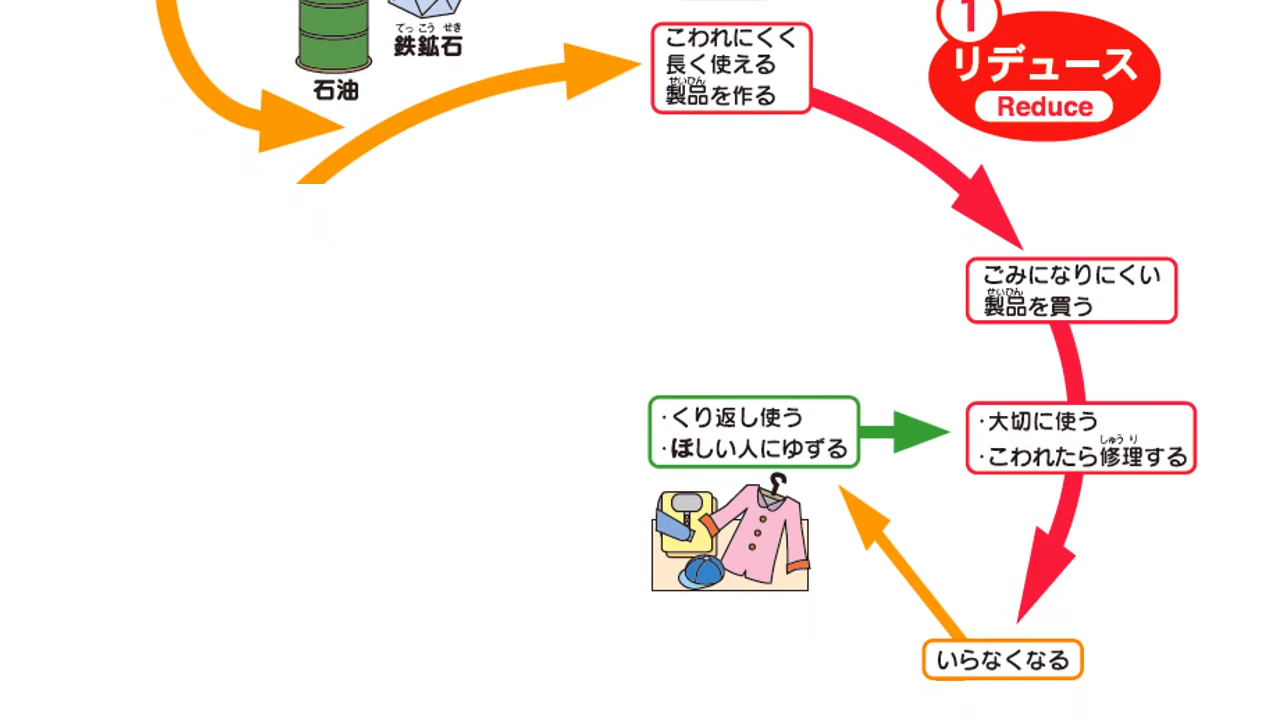 てっこうせき
鉄鉱石
石油
こわれにくく
長く使える
せいひん
製品を作る
1
リデュース
Reduce
ごみになりにくい
せいひん
製品を買う
・くり返し使う
・ほしい人にゆずる
・大切に使う
しゅうり
・こわれたら修理する
いらなくなる